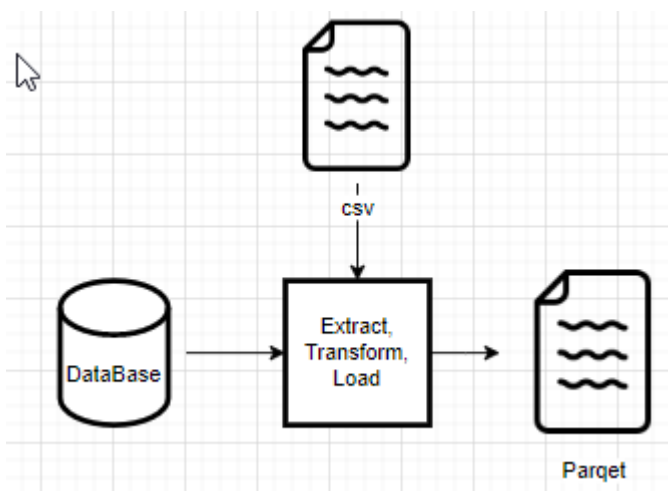 csv
DataBase
Extract,
Transform,
Load
Parqet